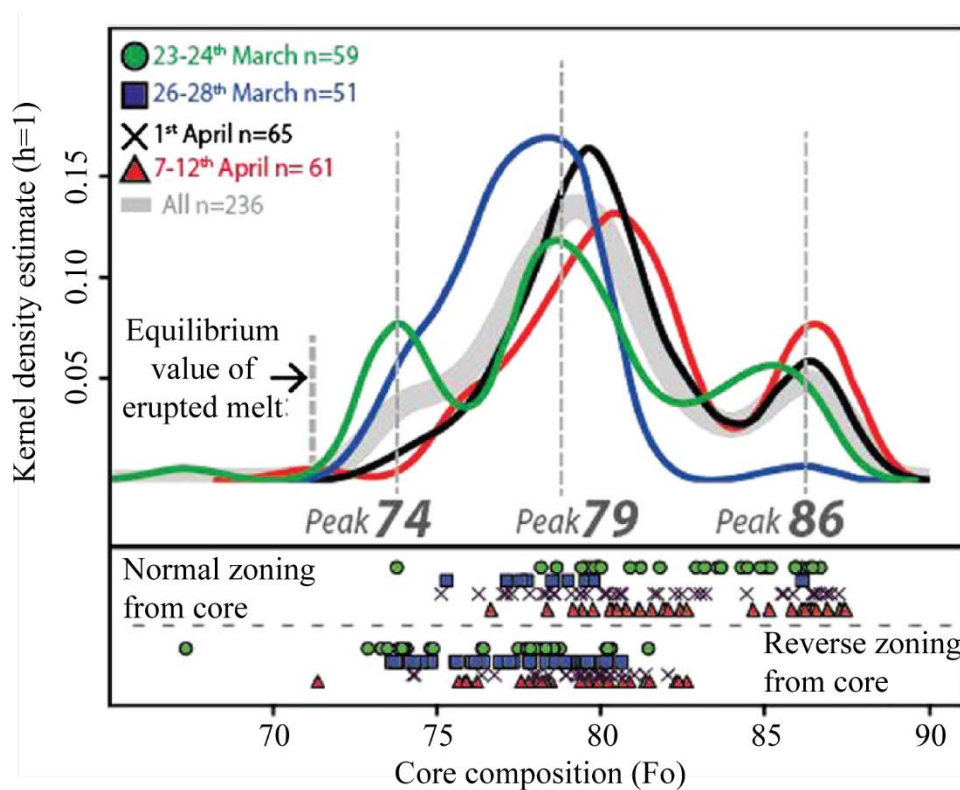 23-24th March n=59
26-28th March n=51
1st April n=65
7-12th April n= 61
All n=236
Kernel density estimate (h=1)
0.15
0.10
0.05
Equilibrium
value of
erupted melt:
Peak 74
Peak 79
Peak 86
Normal zoning
from core
Reverse zoning
from core
70
75
80
85
90
Core composition (Fo)